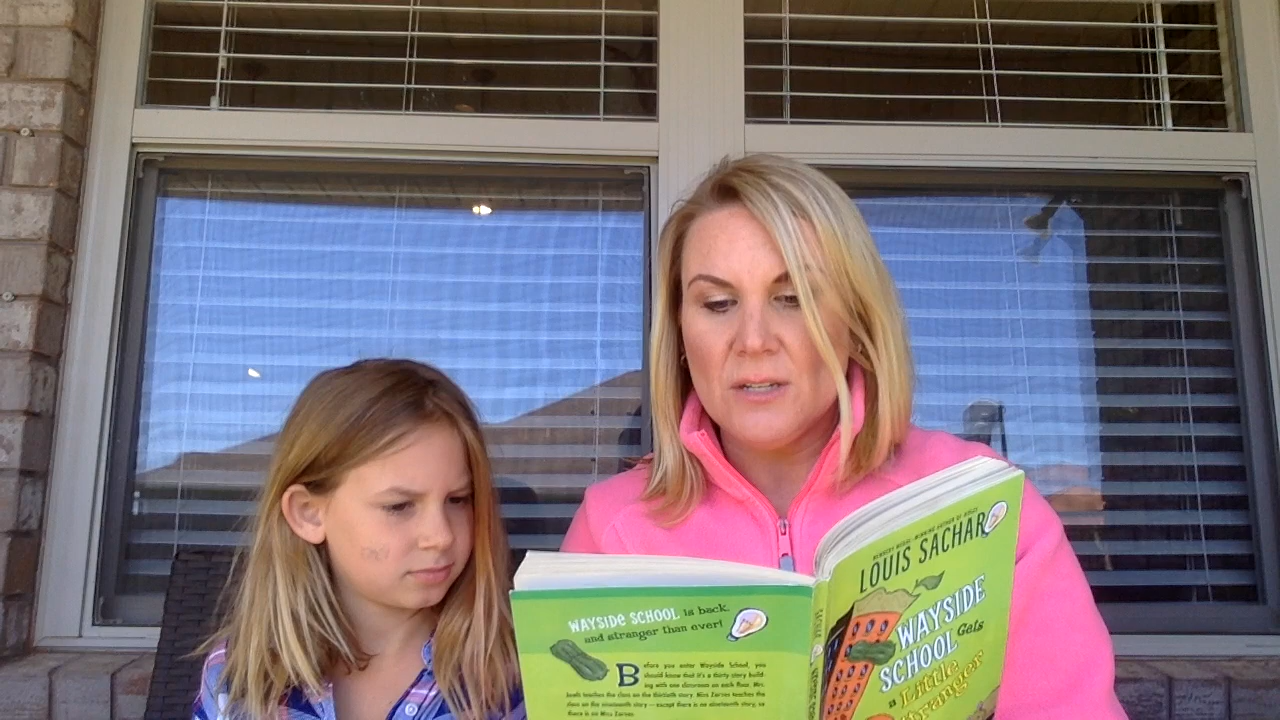 WAYSIDE SCHOOL is back,
and stranger than ever!
Before you enter Wayside School, you
should know that it's a thirty story build-
ing with one classroom on each floor. Mrs.
Jewls teaches the class on the thirtieth story. Miss Zarves teaches the
class on the nineteenth story—except there is no nineteenth story, so
there is no Miss Zarves.
LOUIS SACHAR
WAYSIDE
SCHOOL Gets
a Little
Stranger